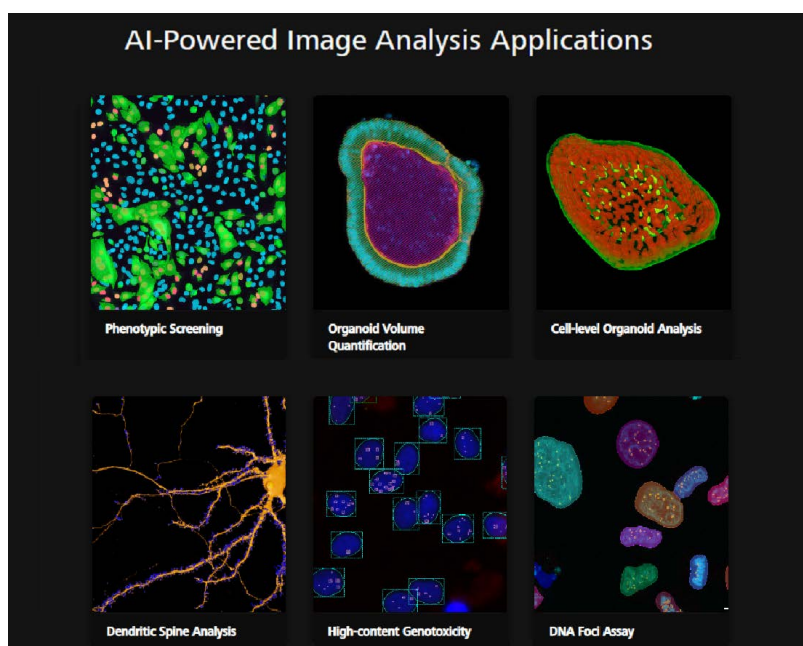 AI-Powered Image Analysis Applications
Phenotypic Screening
Organoid Volume
Quantification
Cell-level Organoid Analysis
Dendritic Spine Analysis
High-content Genotoxicity
DNA Foci Assay